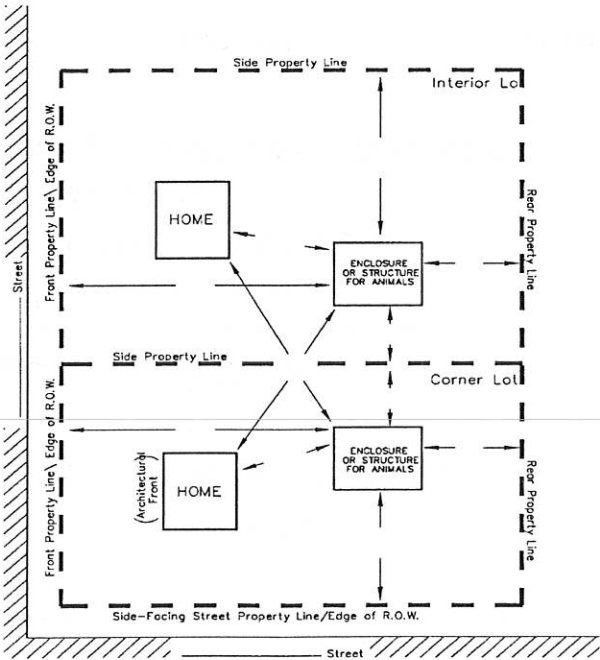 Side Property Line
Interior Lo
Front Property Line\ Edge of R.O.W.
Street
HOME
ENCLOSURE
OR STRUCTURE
FOR ANIMALS
Rear Property Line
Side Property Line
Corner Lot
Front Property Line\ Edge of R.O.W.
(Architectural
Front)
HOME
ENCLOSURE
OR STRUCTURE
FOR ANIMALS
Rear Property Line
Side-Facing Street Property Line/Edge of R.O.W.
Street